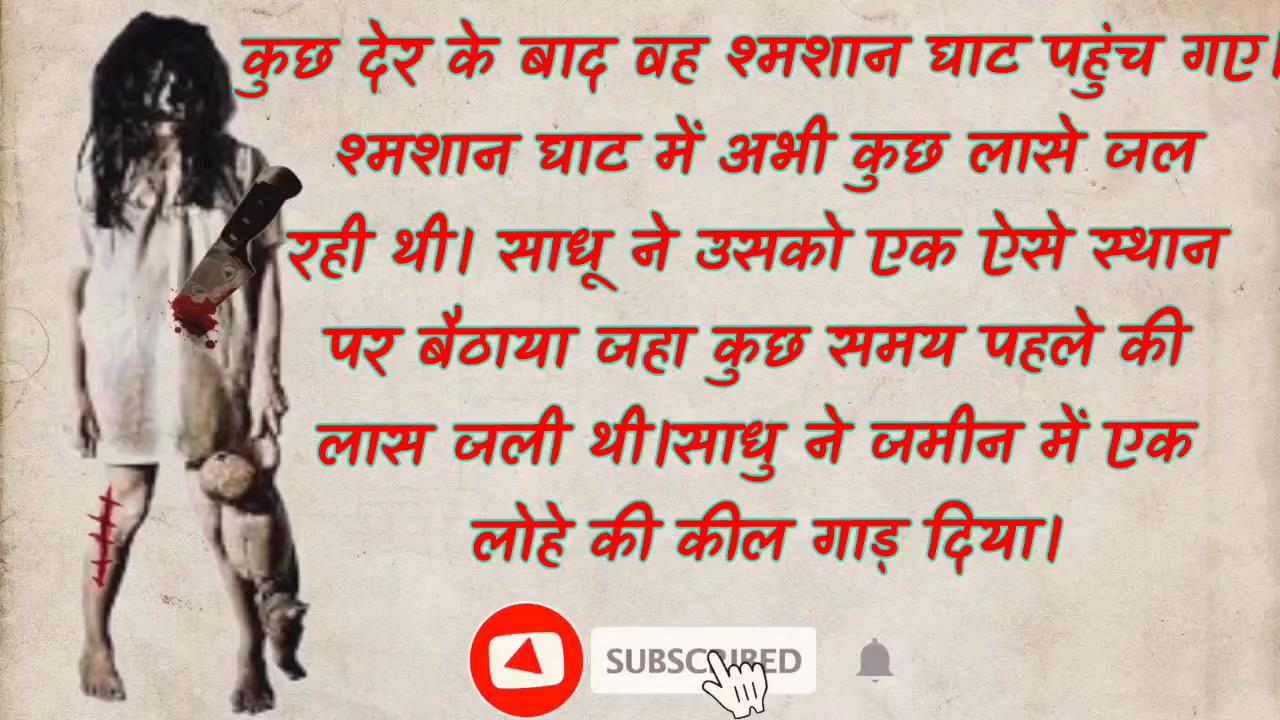 कुछ देर के बाद वह श्मशान घाट पहुंच गए।
श्मशान घाट में अभी कुछ लासे जल
रही थी। साधू ने उसको एक ऐसे स्थान
पर बैठाया जहा कुछ समय पहले की
लास जली थी।साधु ने जमीन में एक
लोहे की कील गाड़ दिया।
SUBSCRIBED